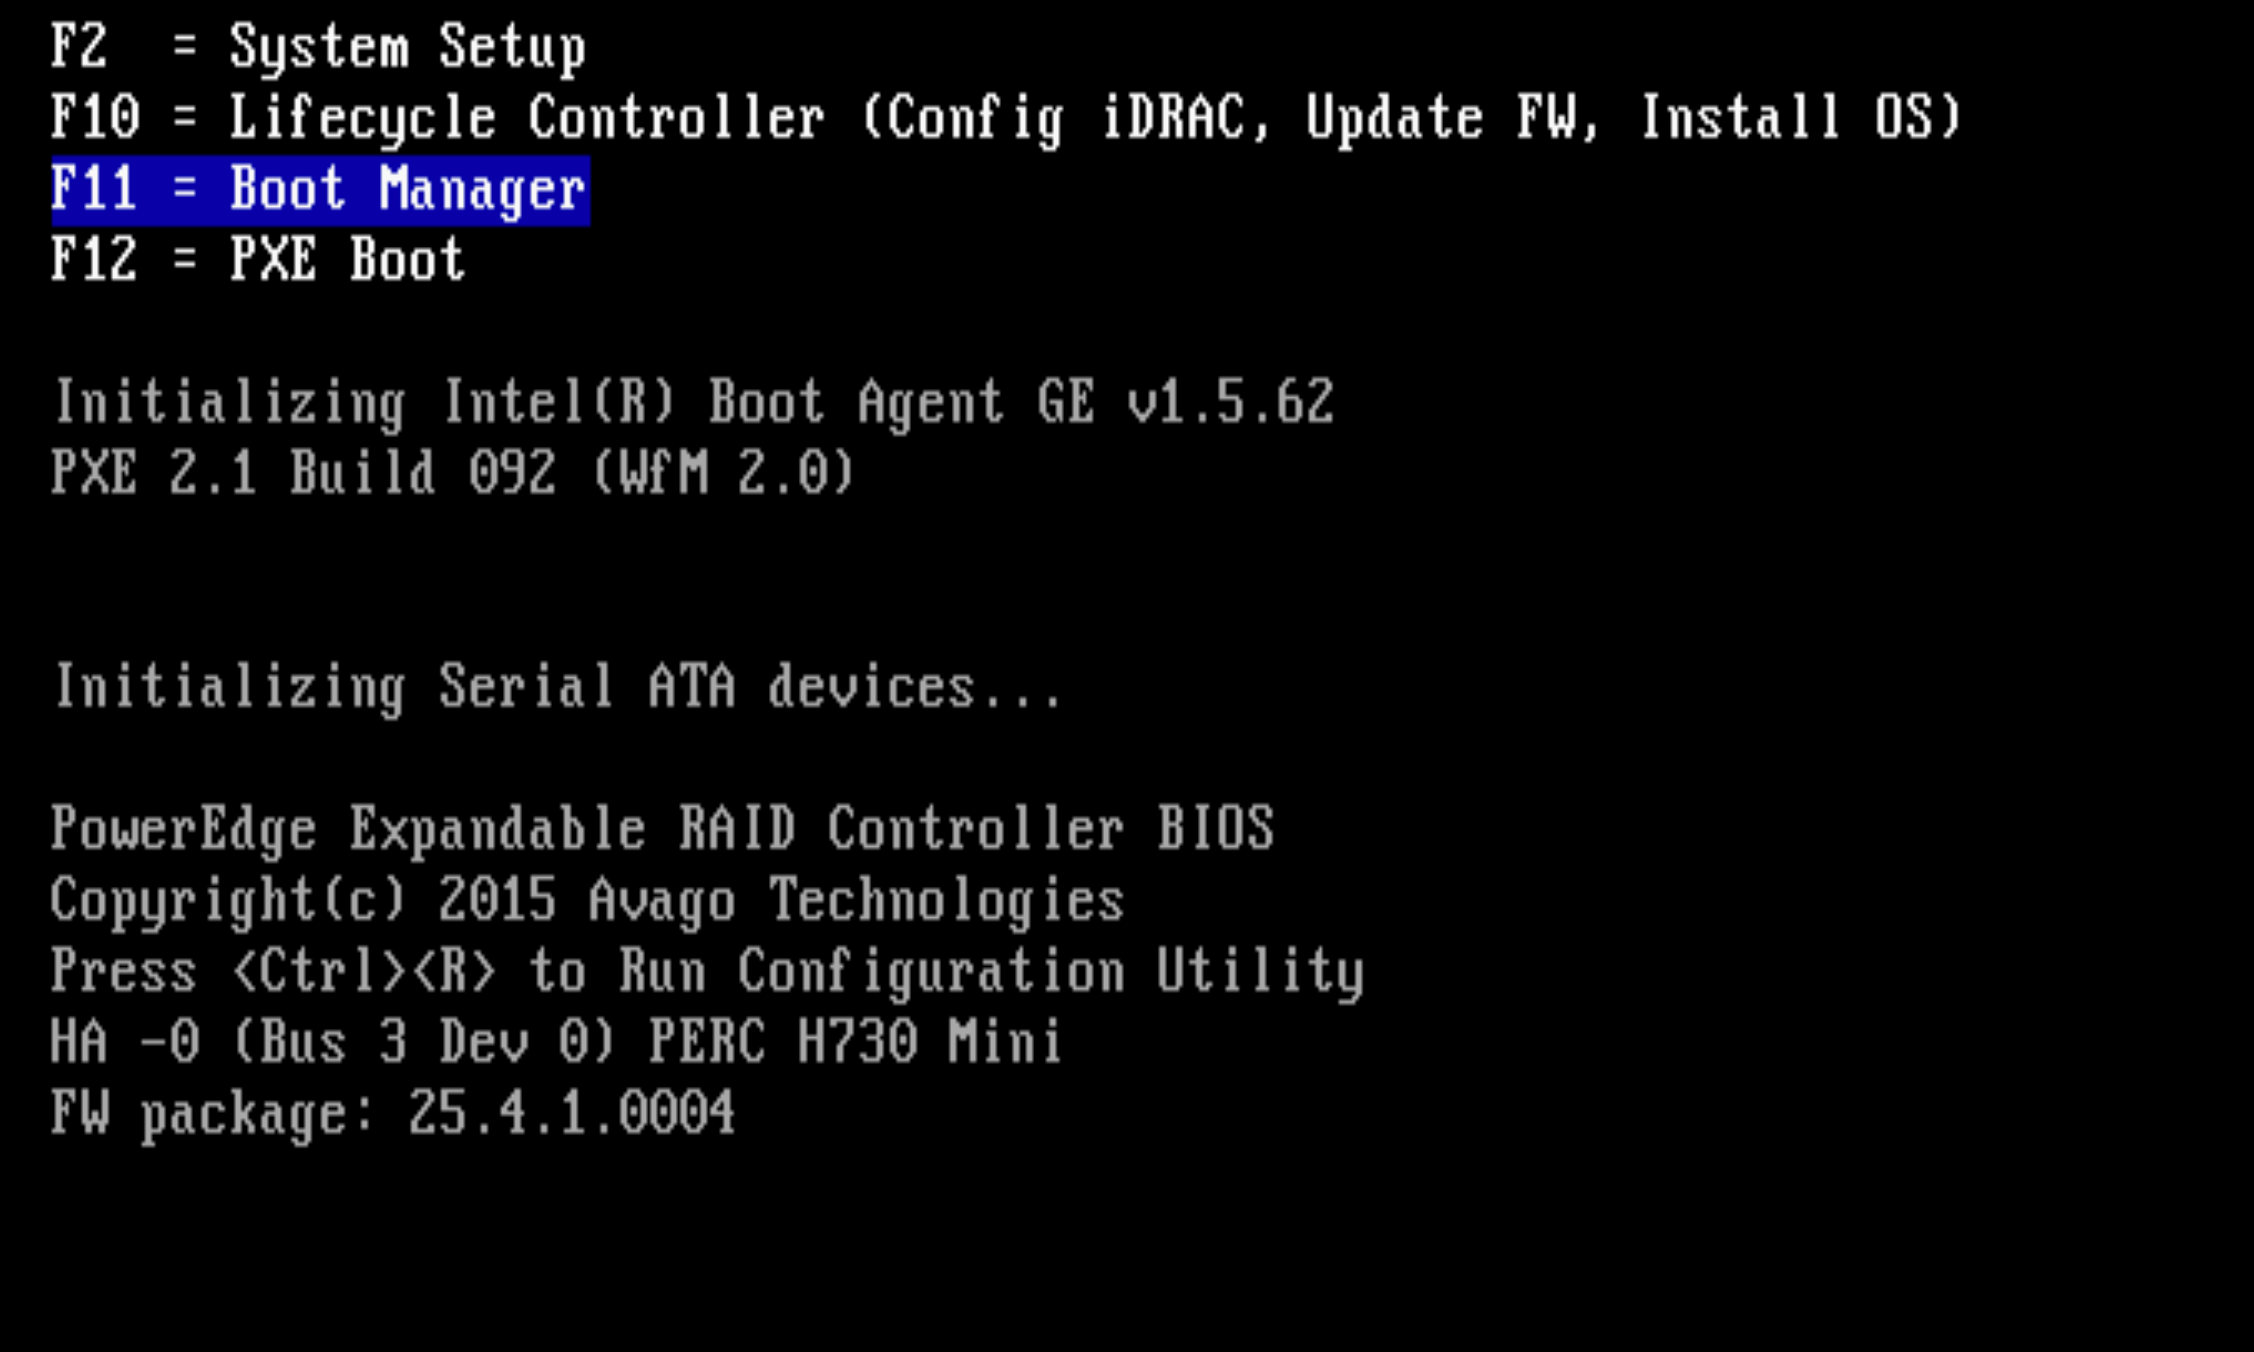 F2  = System Setup
F10 = Lifecycle Controller (Config iDRAC, Update FW, Install OS)
F11 = Boot Manager
F12 = PXE Boot
Initializing Intel(R) Boot Agent GE v1.5.62
PXE 2.1 Build 092 (WfM 2.0)
Initializing Serial ATA devices...
PowerEdge Expandable RAID Controller BIOS
Copyright(c) 2015 Avago Technologies
Press <Ctrl><R> to Run Configuration Utility
HA -0 (Bus 3 Dev 0) PERC H730 Mini
FW package: 25.4.1.0004